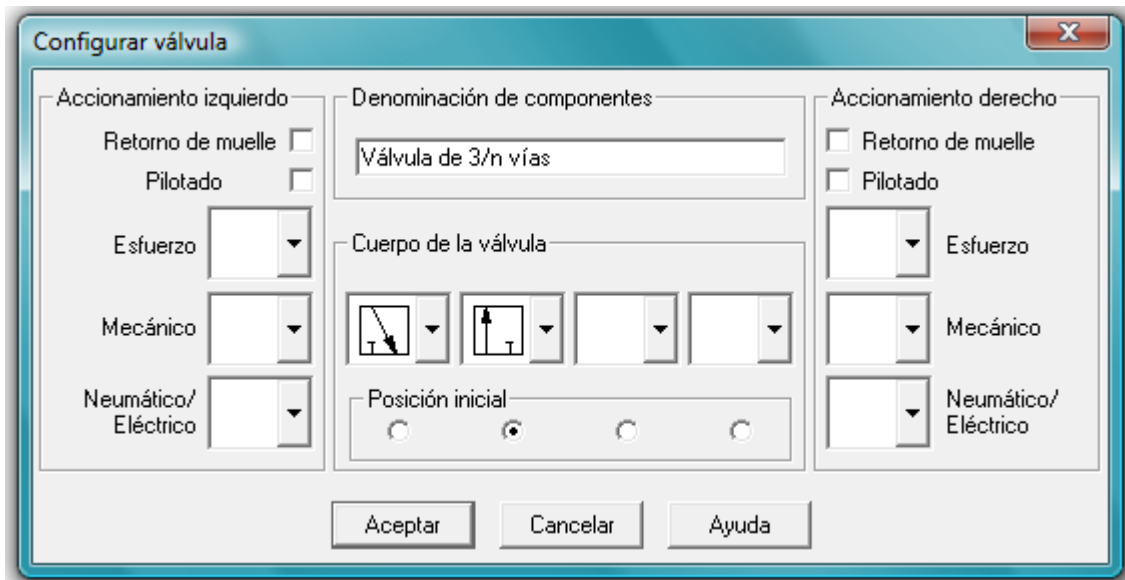 Configurar válvula
Accionamiento izquierdo
Retorno de muelle
Pilotado
Esfuerzo
Mecánico
Neumático/
Eléctrico
Denominación de componentes
Válvula de 3/n vías
Cuerpo de la válvula
Posición inicial
Accionamiento derecho
Retorno de muelle
Pilotado
Esfuerzo
Mecánico
Neumático/
Eléctrico
Aceptar
Cancelar
Ayuda